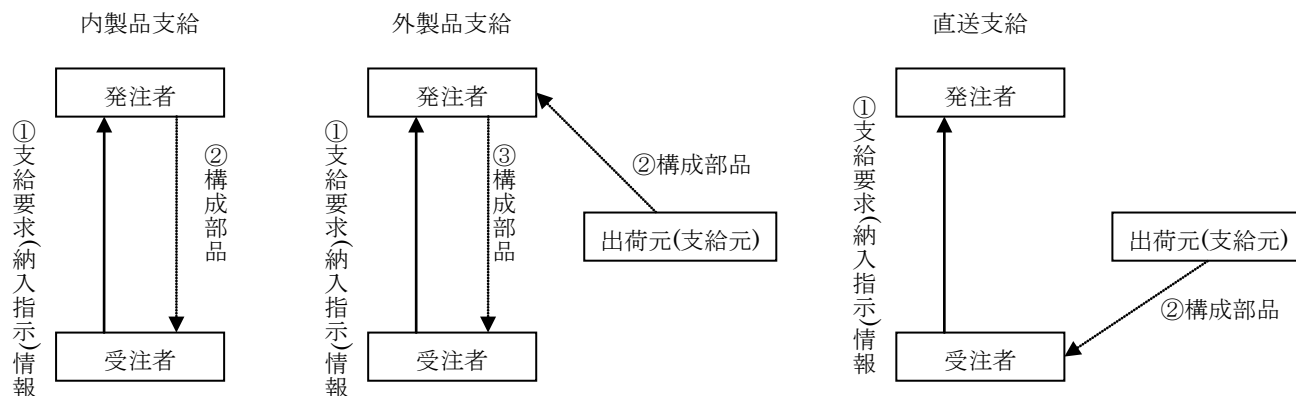 内製品支給
発注者
①支給要求(納入指示)情報
②構成部品
受注者
外製品支給
発注者
①支給要求(納入指示)情報
③構成部品
②構成部品
出荷元(支給元)
受注者
直送支給
発注者
①支給要求(納入指示)情報
出荷元(支給元)
②構成部品
受注者